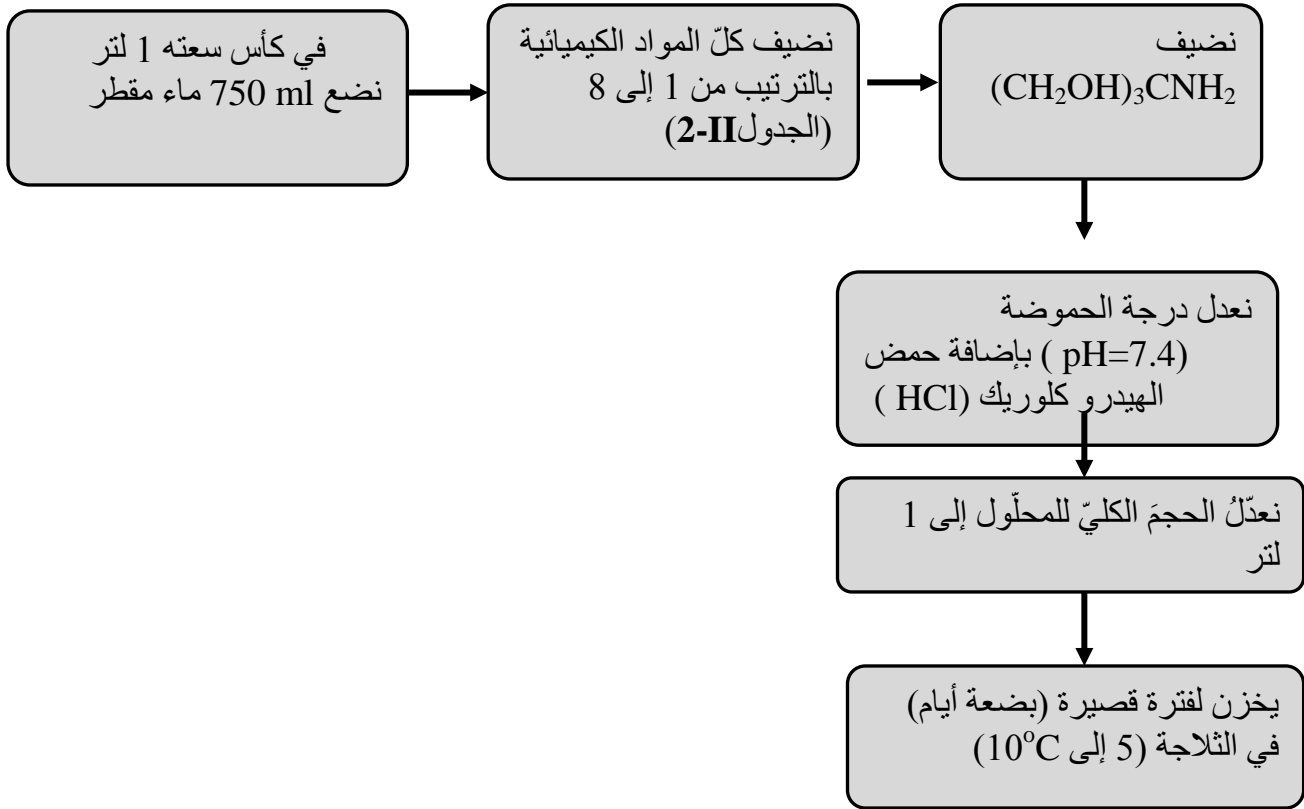 في كأس سعته 1 لتر
نضع 750 ml ماء مقطر
نضيف كلّ المواد الكيميائية
بالترتيب من 1 إلى 8
(الجدول2-II)
نضيف
(CH₂OH)₃CNH₂
نعدل درجة الحموضة
(pH=7.4 ) بإضافة حمض
الهيدرو كلوريك (HCl )
نعدّلُ الحجمَ الكليّ للمحلّول إلى 1
لتر
يخزن لفترة قصيرة (بضعة أيام)
في الثلاجة (5 إلى 10°C)